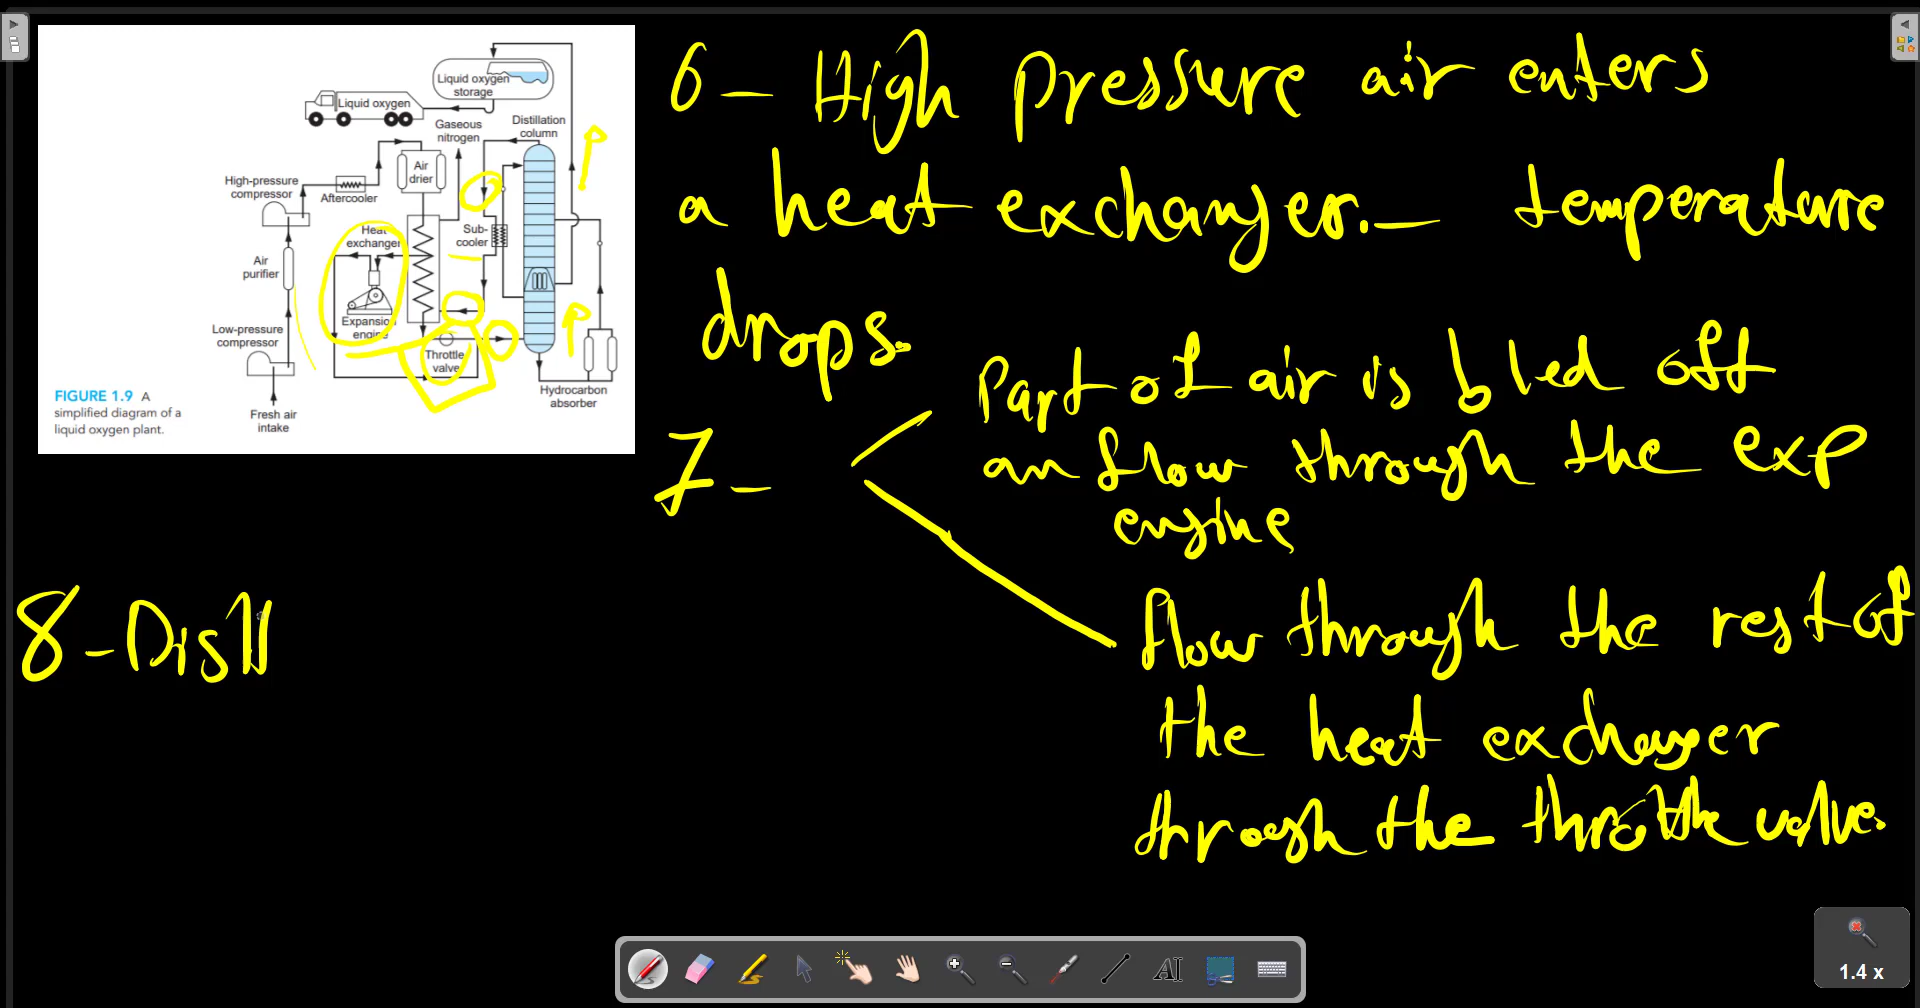 Liquid oxygen
storage
Liquid oxygen
Gaseous
nitrogen
Distillation
column
Air
drier
High-pressure
compressor
Aftercooler
Heat
exchanger
Sub-
cooler
Air
purifier
Expansion
engine
Low-pressure
compressor
Throttle
valve
Hydrocarbon
absorber
Fresh air
intake
FIGURE 1.9 A
simplified diagram of a
liquid oxygen plant.
6 - High pressure air enters
a heat exchanger. - temperature
drops.
7 -
Part of air is bled off
an flow through the exp
engine
flow through the rest of
the heat exchanger
through the throttle valve.
8 - Distl
AI
1.4 x